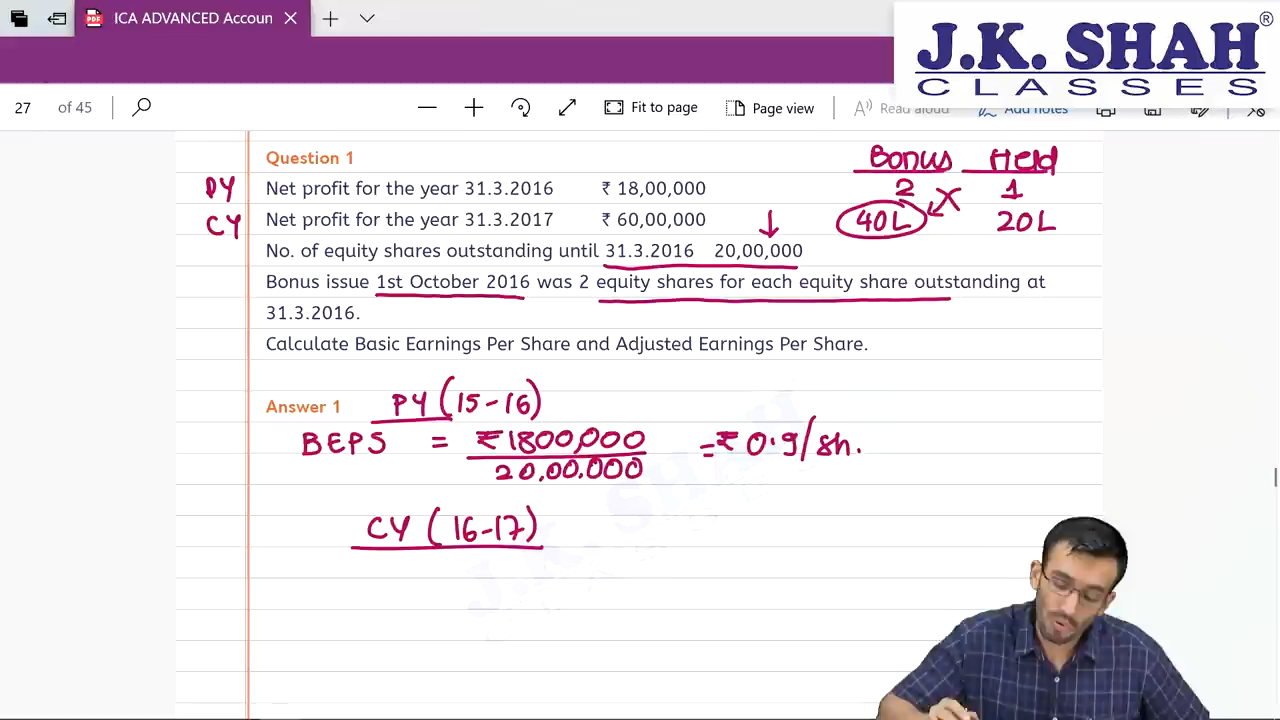 ICA ADVANCED Accoun
J.K. SHAH®
CLASSES
27 of 45
Fit to page
Page view
Read aloud
Add notes
Question 1
Bonus Held
PY Net profit for the year 31.3.2016 ₹ 18,00,000
2 1
CY Net profit for the year 31.3.2017 ₹ 60,00,000
40L 20L
No. of equity shares outstanding until 31.3.2016 20,00,000
Bonus issue 1st October 2016 was 2 equity shares for each equity share outstanding at
31.3.2016.
Calculate Basic Earnings Per Share and Adjusted Earnings Per Share.
Answer 1
PY (15-16)
BEPS = ₹1800,000 = ₹0.9/sh.
20,00,000
CY (16-17)
J.K. SHAH